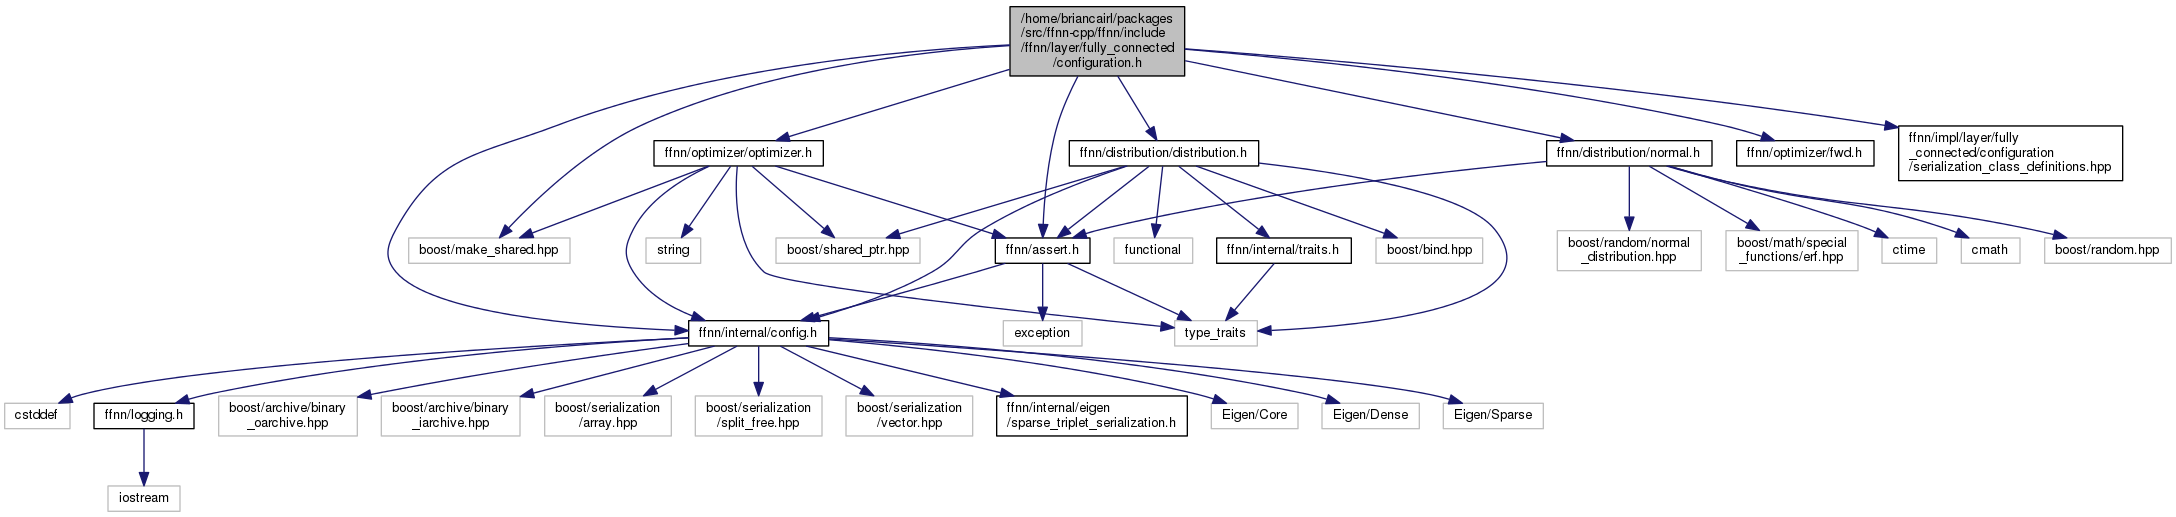 /home/briancairl/packages
/src/ffnn-cpp/ffnn/include
/ffnn/layer/fully_connected
/configuration.h
ffnn/optimizer/optimizer.h
ffnn/distribution/distribution.h
ffnn/distribution/normal.h
ffnn/optimizer/fwd.h
ffnn/impl/layer/fully
_connected/configuration
/serialization_class_definitions.hpp
boost/make_shared.hpp
string
boost/shared_ptr.hpp
ffnn/assert.h
functional
ffnn/internal/traits.h
boost/bind.hpp
boost/random/normal
_distribution.hpp
boost/math/special
_functions/erf.hpp
ctime
cmath
boost/random.hpp
ffnn/internal/config.h
exception
type_traits
cstddef
ffnn/logging.h
boost/archive/binary
_oarchive.hpp
boost/archive/binary
_iarchive.hpp
boost/serialization
/array.hpp
boost/serialization
/split_free.hpp
boost/serialization
/vector.hpp
ffnn/internal/eigen
/sparse_triplet_serialization.h
Eigen/Core
Eigen/Dense
Eigen/Sparse
iostream